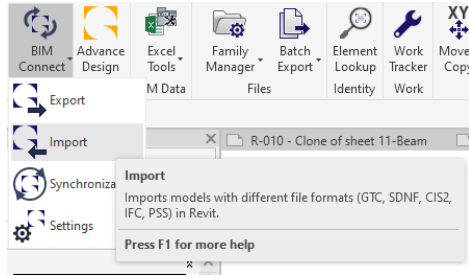 XY
BIM Connect
Advance Design
Excel Tools
Family Manager
Batch Export
Element Lookup
Work Tracker
Move
Copy
M Data
Files
Identity
Work
Export
Import
R-010 - Clone of sheet 11-Beam
Synchroniza
Settings
Import
Imports models with different file formats (GTC, SDNF, CIS2,
IFC, PSS) in Revit.
Press F1 for more help